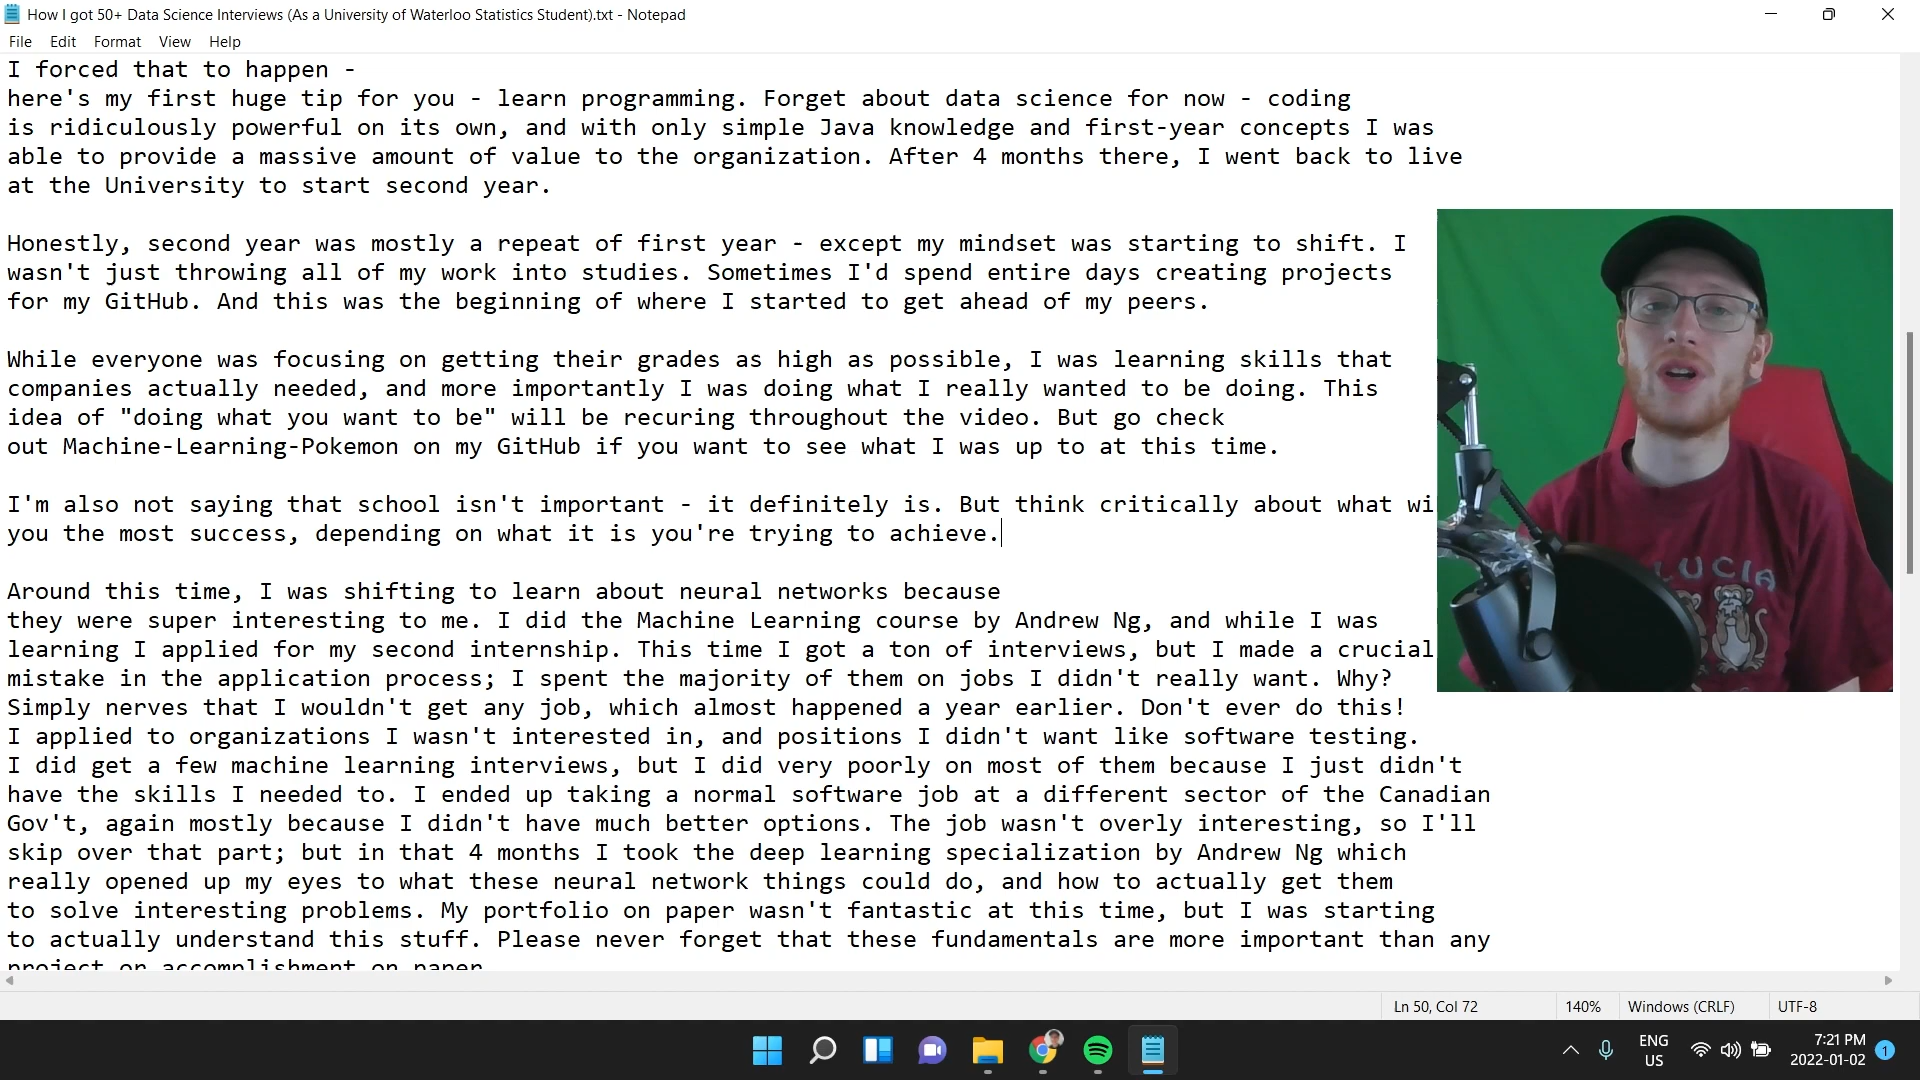 How I got 50+ Data Science Interviews (As a University of Waterloo Statistics Student).txt - Notepad
File Edit Format View Help
I forced that to happen -
here's my first huge tip for you - learn programming. Forget about data science for now - coding
is ridiculously powerful on its own, and with only simple Java knowledge and first-year concepts I was
able to provide a massive amount of value to the organization. After 4 months there, I went back to live
at the University to start second year.
Honestly, second year was mostly a repeat of first year - except my mindset was starting to shift. I
wasn't just throwing all of my work into studies. Sometimes I'd spend entire days creating projects
for my GitHub. And this was the beginning of where I started to get ahead of my peers.
While everyone was focusing on getting their grades as high as possible, I was learning skills that
companies actually needed, and more importantly I was doing what I really wanted to be doing. This
idea of "doing what you want to be" will be recuring throughout the video. But go check
out Machine-Learning-Pokemon on my GitHub if you want to see what I was up to at this time.
I'm also not saying that school isn't important - it definitely is. But think critically about what wi
you the most success, depending on what it is you're trying to achieve.
LUCIA
Around this time, I was shifting to learn about neural networks because
they were super interesting to me. I did the Machine Learning course by Andrew Ng, and while I was
learning I applied for my second internship. This time I got a ton of interviews, but I made a crucial
mistake in the application process; I spent the majority of them on jobs I didn't really want. Why?
Simply nerves that I wouldn't get any job, which almost happened a year earlier. Don't ever do this!
I applied to organizations I wasn't interested in, and positions I didn't want like software testing.
I did get a few machine learning interviews, but I did very poorly on most of them because I just didn't
have the skills I needed to. I ended up taking a normal software job at a different sector of the Canadian
Gov't, again mostly because I didn't have much better options. The job wasn't overly interesting, so I'll
skip over that part; but in that 4 months I took the deep learning specialization by Andrew Ng which
really opened up my eyes to what these neural network things could do, and how to actually get them
to solve interesting problems. My portfolio on paper wasn't fantastic at this time, but I was starting
to actually understand this stuff. Please never forget that these fundamentals are more important than any
project or accomplishment on paper
Ln 50, Col 72 140% Windows (CRLF) UTF-8
ENG
US
7:21 PM
2022-01-02
1